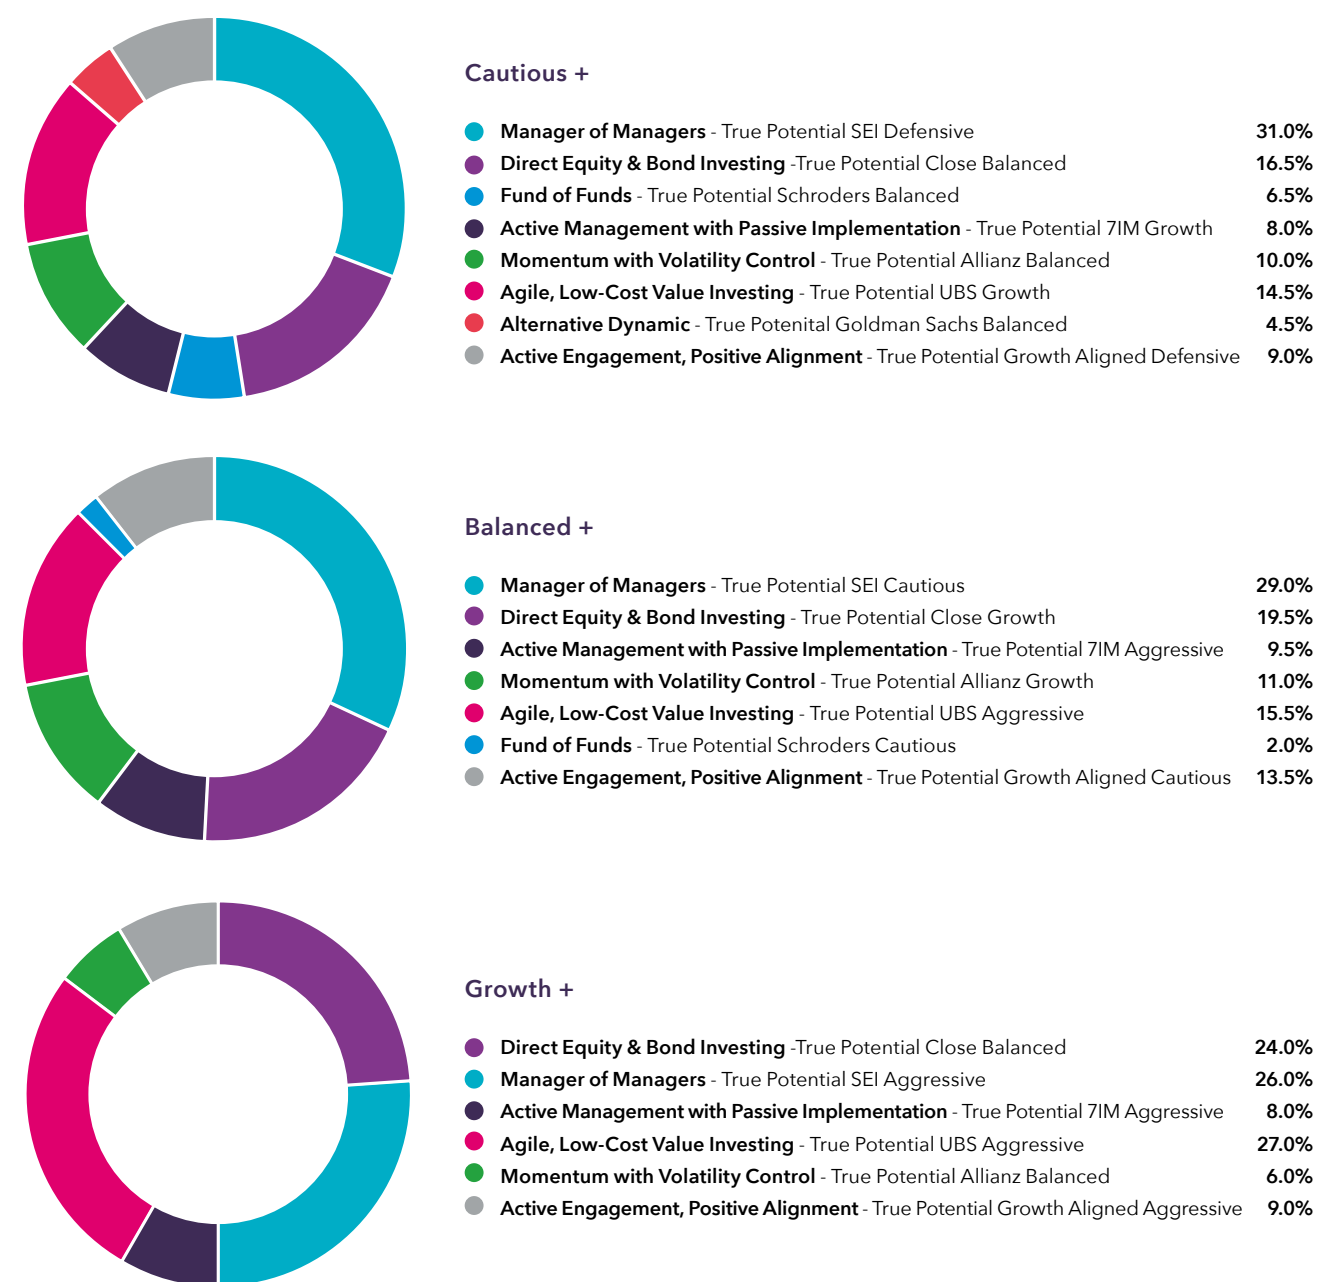 Cautious +
Manager of Managers - True Potential SEI Defensive 31.0%
Direct Equity & Bond Investing -True Potential Close Balanced 16.5%
Fund of Funds - True Potential Schroders Balanced 6.5%
Active Management with Passive Implementation - True Potential 7IM Growth 8.0%
Momentum with Volatility Control - True Potential Allianz Balanced 10.0%
Agile, Low-Cost Value Investing - True Potential UBS Growth 14.5%
Alternative Dynamic - True Potenital Goldman Sachs Balanced 4.5%
Active Engagement, Positive Alignment - True Potential Growth Aligned Defensive 9.0%
Balanced +
Manager of Managers - True Potential SEI Cautious 29.0%
Direct Equity & Bond Investing - True Potential Close Growth 19.5%
Active Management with Passive Implementation - True Potential 7IM Aggressive 9.5%
Momentum with Volatility Control - True Potential Allianz Growth 11.0%
Agile, Low-Cost Value Investing - True Potential UBS Aggressive 15.5%
Fund of Funds - True Potential Schroders Cautious 2.0%
Active Engagement, Positive Alignment - True Potential Growth Aligned Cautious 13.5%
Growth +
Direct Equity & Bond Investing -True Potential Close Balanced 24.0%
Manager of Managers - True Potential SEI Aggressive 26.0%
Active Management with Passive Implementation - True Potential 7IM Aggressive 8.0%
Agile, Low-Cost Value Investing - True Potential UBS Aggressive 27.0%
Momentum with Volatility Control - True Potential Allianz Balanced 6.0%
Active Engagement, Positive Alignment - True Potential Growth Aligned Aggressive 9.0%